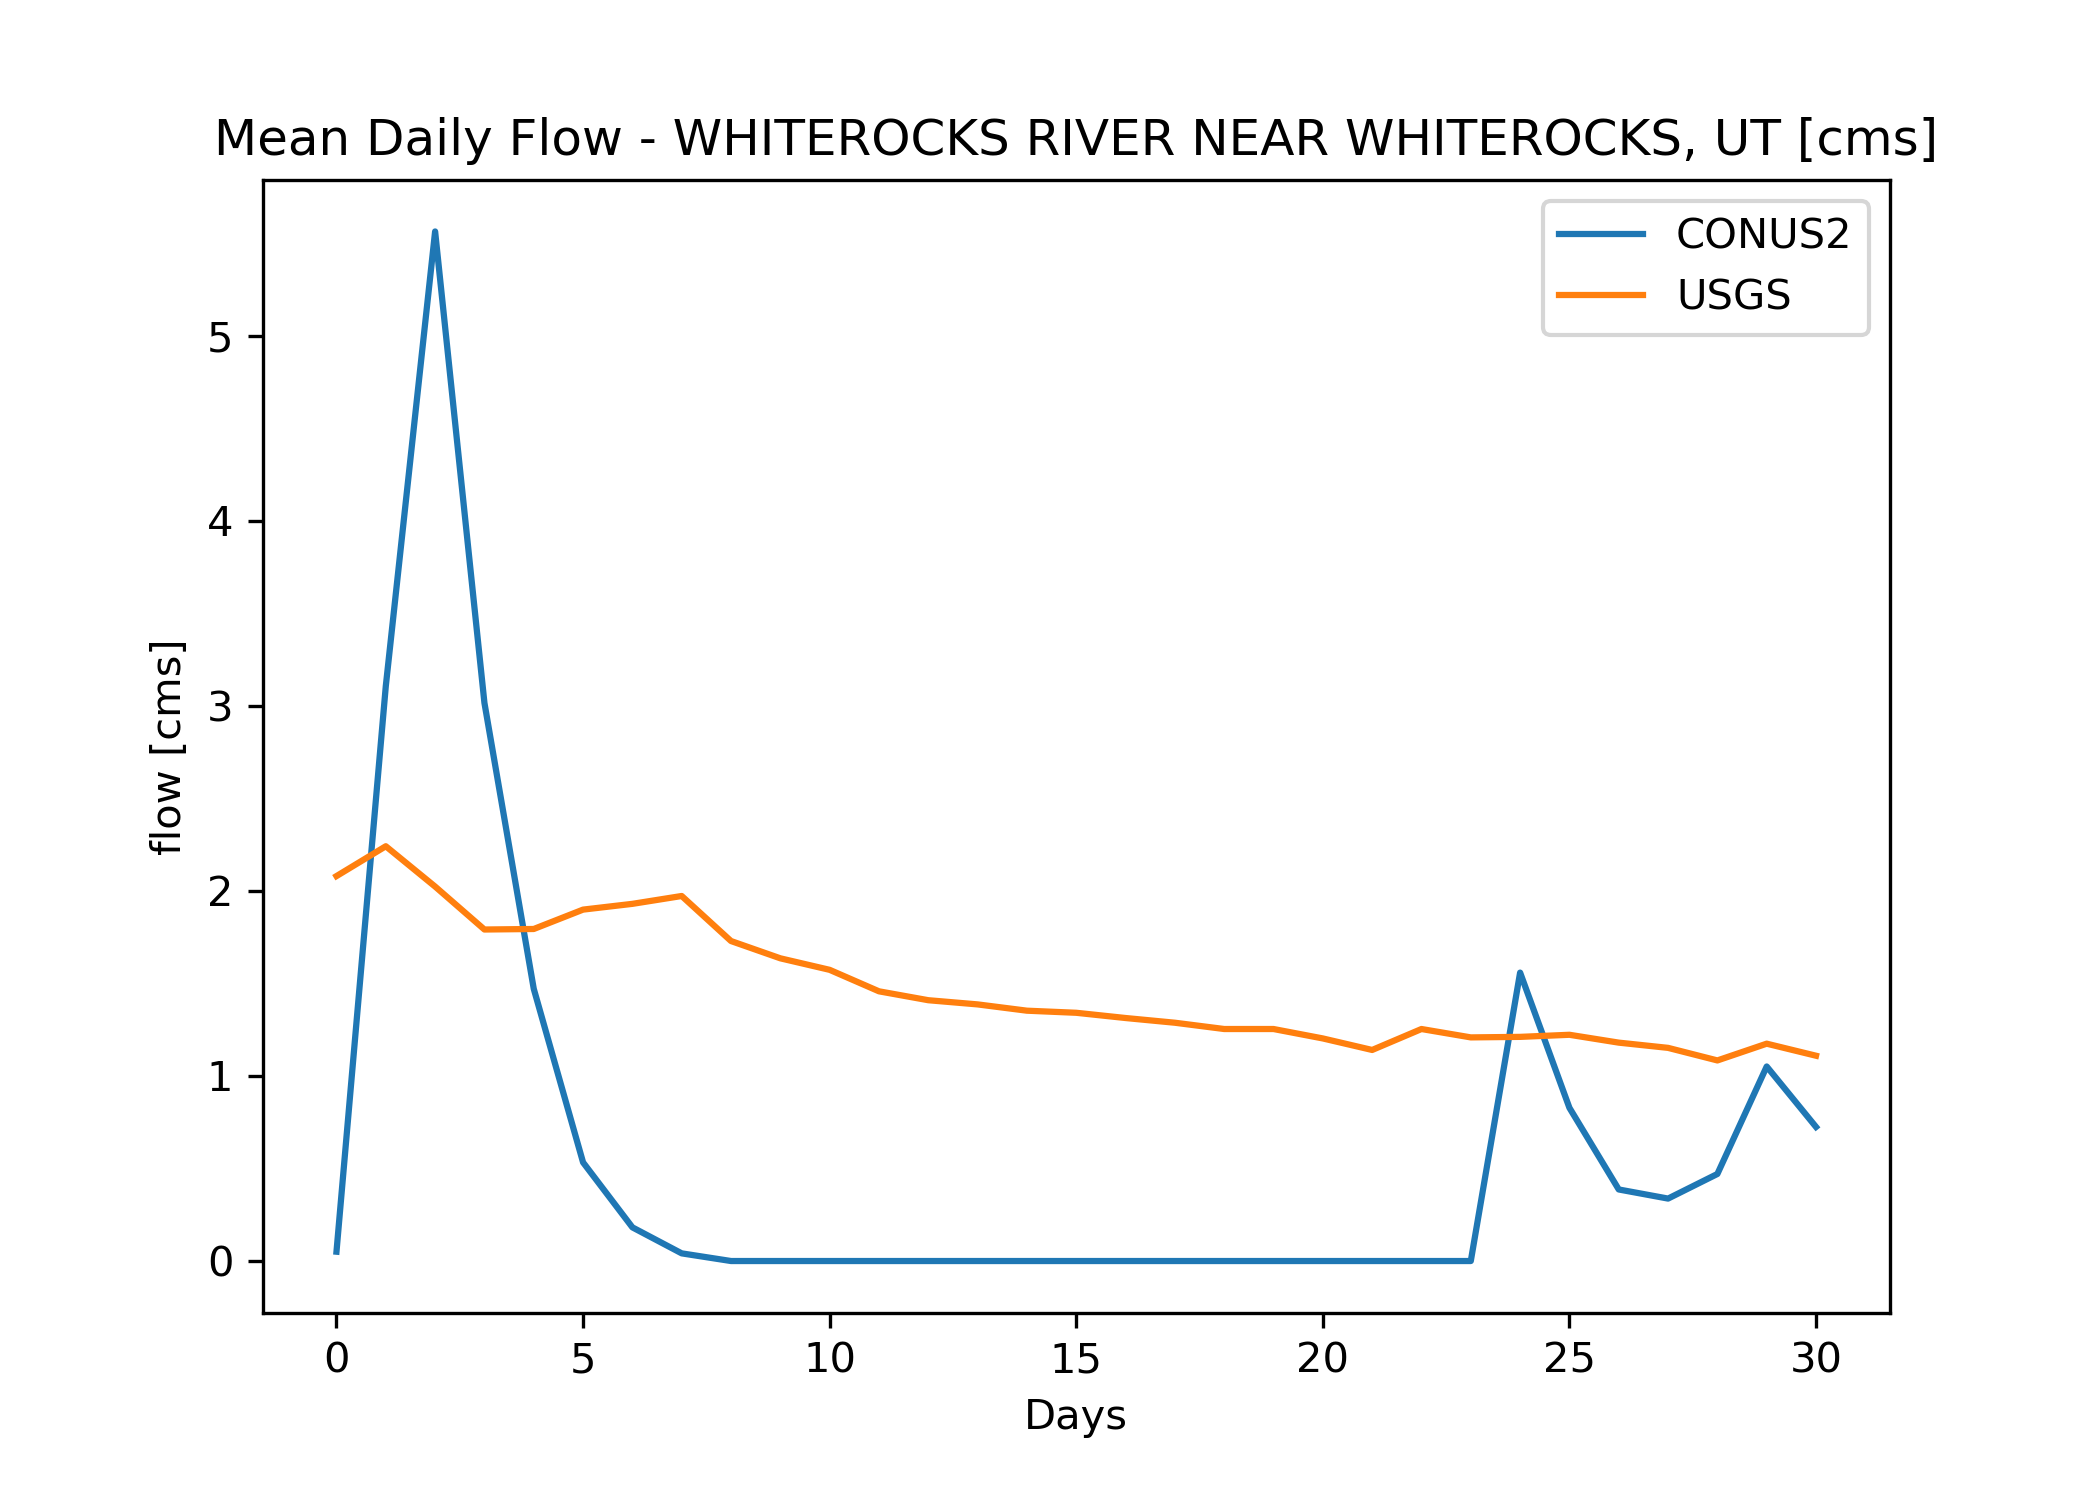 Mean Daily Flow - WHITEROCKS RIVER NEAR WHITEROCKS, UT [cms]
CONUS2
USGS
flow [cms]
5
4
3
2
1
0
0 5 10 15 20 25 30
Days